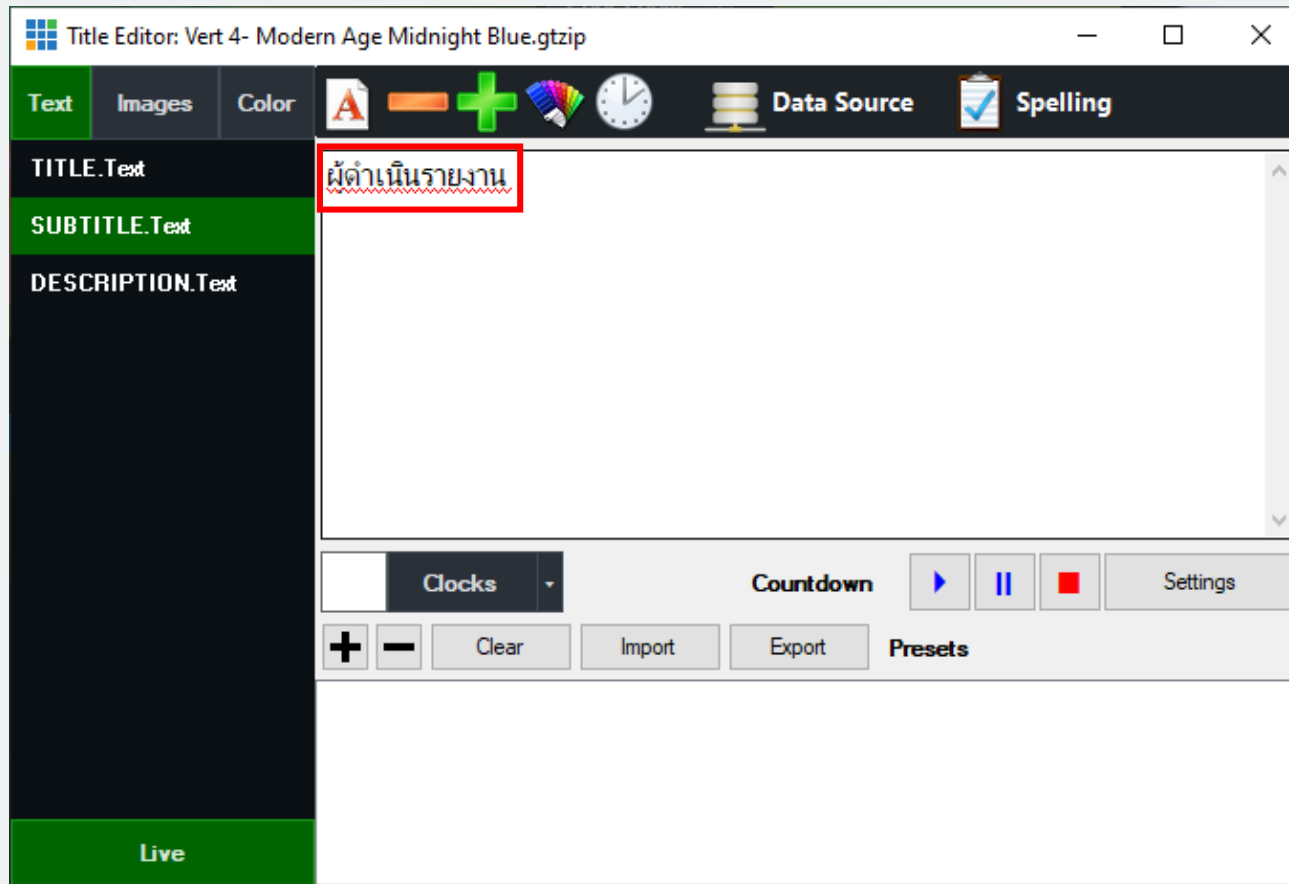 Title Editor: Vert 4- Modern Age Midnight Blue.gtzip
Text Images Color Data Source Spelling
TITLE.Text
SUBTITLE.Text
DESCRIPTION.Text
ผู้ดำเนินรายงาน
Clocks Countdown Settings
Clear Import Export Presets
Live